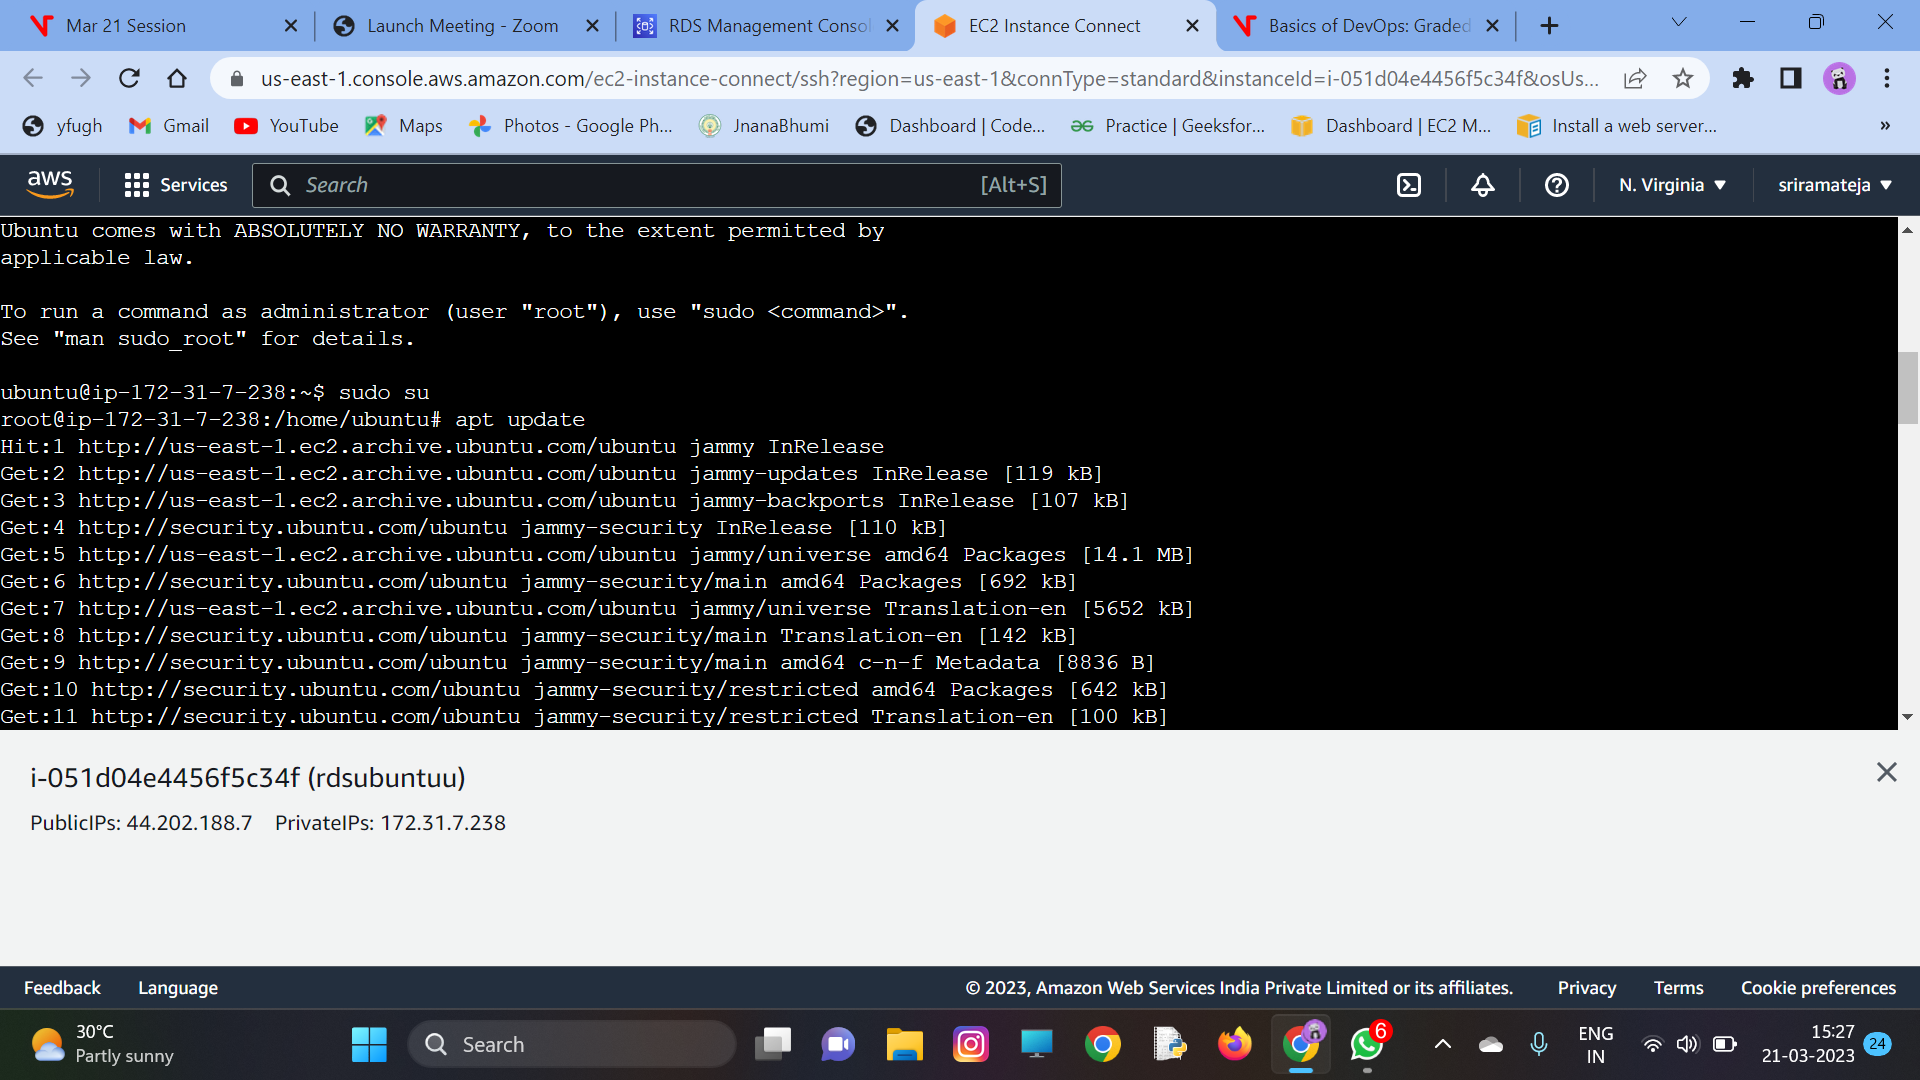 Mar 21 Session
Launch Meeting - Zoom
RDS Management Consol
EC2 Instance Connect
Basics of DevOps: Graded
us-east-1.console.aws.amazon.com/ec2-instance-connect/ssh?region=us-east-1&connType=standard&instanceId=i-051d04e4456f5c34f&osUs...
yfugh
Gmail
YouTube
Maps
Photos - Google Ph...
JnanaBhumi
Dashboard | Code...
Practice | Geeksfor...
Dashboard | EC2 M...
Install a web server...
»
aws
Services
Search
[Alt+S]
N. Virginia
sriramateja
Ubuntu comes with ABSOLUTELY NO WARRANTY, to the extent permitted by
applicable law.
To run a command as administrator (user "root"), use "sudo <command>".
See "man sudo_root" for details.
ubuntu@ip-172-31-7-238:~$ sudo su
root@ip-172-31-7-238:/home/ubuntu# apt update
Hit:1 http://us-east-1.ec2.archive.ubuntu.com/ubuntu jammy InRelease
Get:2 http://us-east-1.ec2.archive.ubuntu.com/ubuntu jammy-updates InRelease [119 kB]
Get:3 http://us-east-1.ec2.archive.ubuntu.com/ubuntu jammy-backports InRelease [107 kB]
Get:4 http://security.ubuntu.com/ubuntu jammy-security InRelease [110 kB]
Get:5 http://us-east-1.ec2.archive.ubuntu.com/ubuntu jammy/universe amd64 Packages [14.1 MB]
Get:6 http://security.ubuntu.com/ubuntu jammy-security/main amd64 Packages [692 kB]
Get:7 http://us-east-1.ec2.archive.ubuntu.com/ubuntu jammy/universe Translation-en [5652 kB]
Get:8 http://security.ubuntu.com/ubuntu jammy-security/main Translation-en [142 kB]
Get:9 http://security.ubuntu.com/ubuntu jammy-security/main amd64 c-n-f Metadata [8836 B]
Get:10 http://security.ubuntu.com/ubuntu jammy-security/restricted amd64 Packages [642 kB]
Get:11 http://security.ubuntu.com/ubuntu jammy-security/restricted Translation-en [100 kB]
i-051d04e4456f5c34f (rdsubuntuu)
PublicIPs: 44.202.188.7 PrivateIPs: 172.31.7.238
Feedback
Language
© 2023, Amazon Web Services India Private Limited or its affiliates.
Privacy
Terms
Cookie preferences
30°C
Partly sunny
Search
6
ENG
IN
15:27
21-03-2023
24